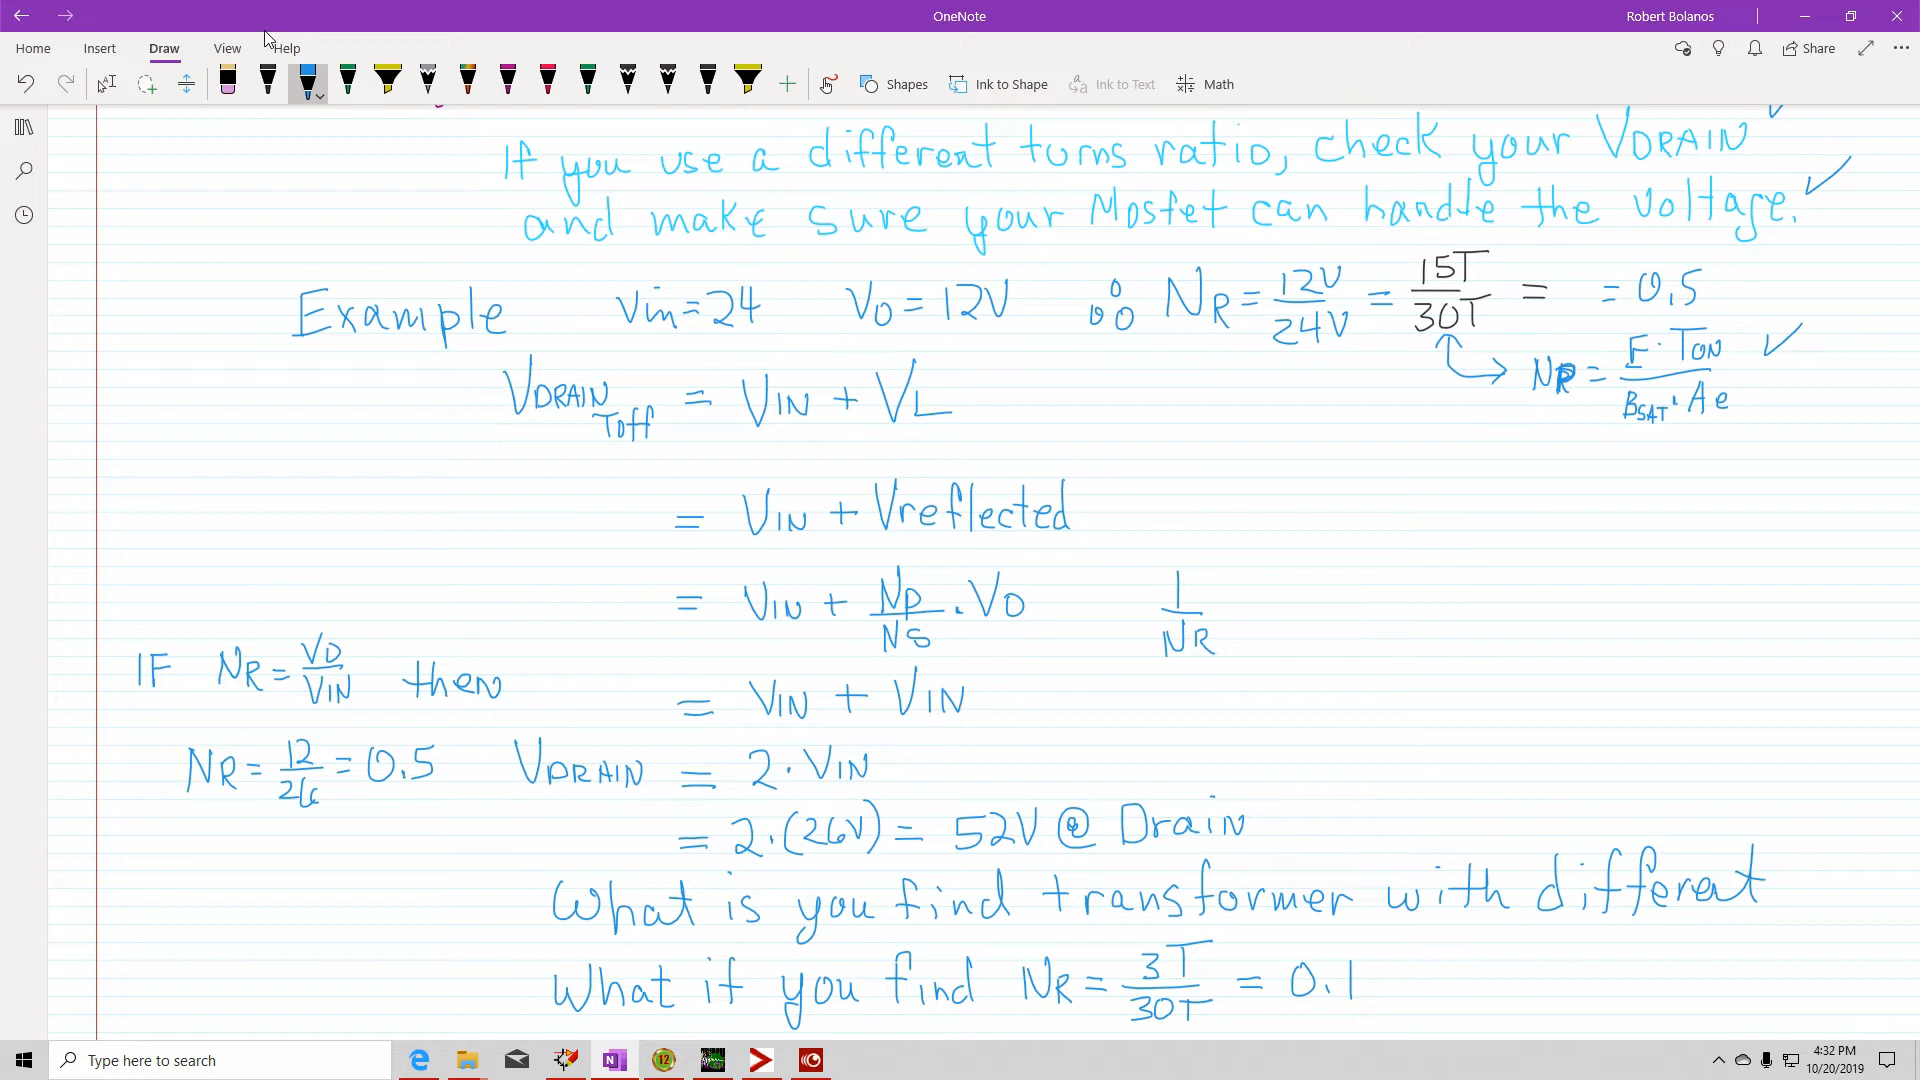 OneNote
Robert Bolanos
Home Insert Draw View Help
Share
Shapes Ink to Shape Ink to Text Math
If you use a different turns ratio, check your VDRAIN
and make sure your Mosfet can handle the voltage.
Example Vin=24 VO = 12V NR = 12V/24V = 15T/30T = = 0.5
NP = E·TON/BSAT·Ae
VDRAIN Toff = VIN + VL
= VIN + Vreflected
= VIN + Np/NS · VO 1/NR
IF NR = VO/VIN then = VIN + VIN
NR = 12/26 = 0.5 VDRAIN = 2·VIN
= 2·(26V) = 52V @ Drain
What is you find transformer with different
What if you find NR = 3T/30T = 0.1
Type here to search
12
4:32 PM
10/20/2019